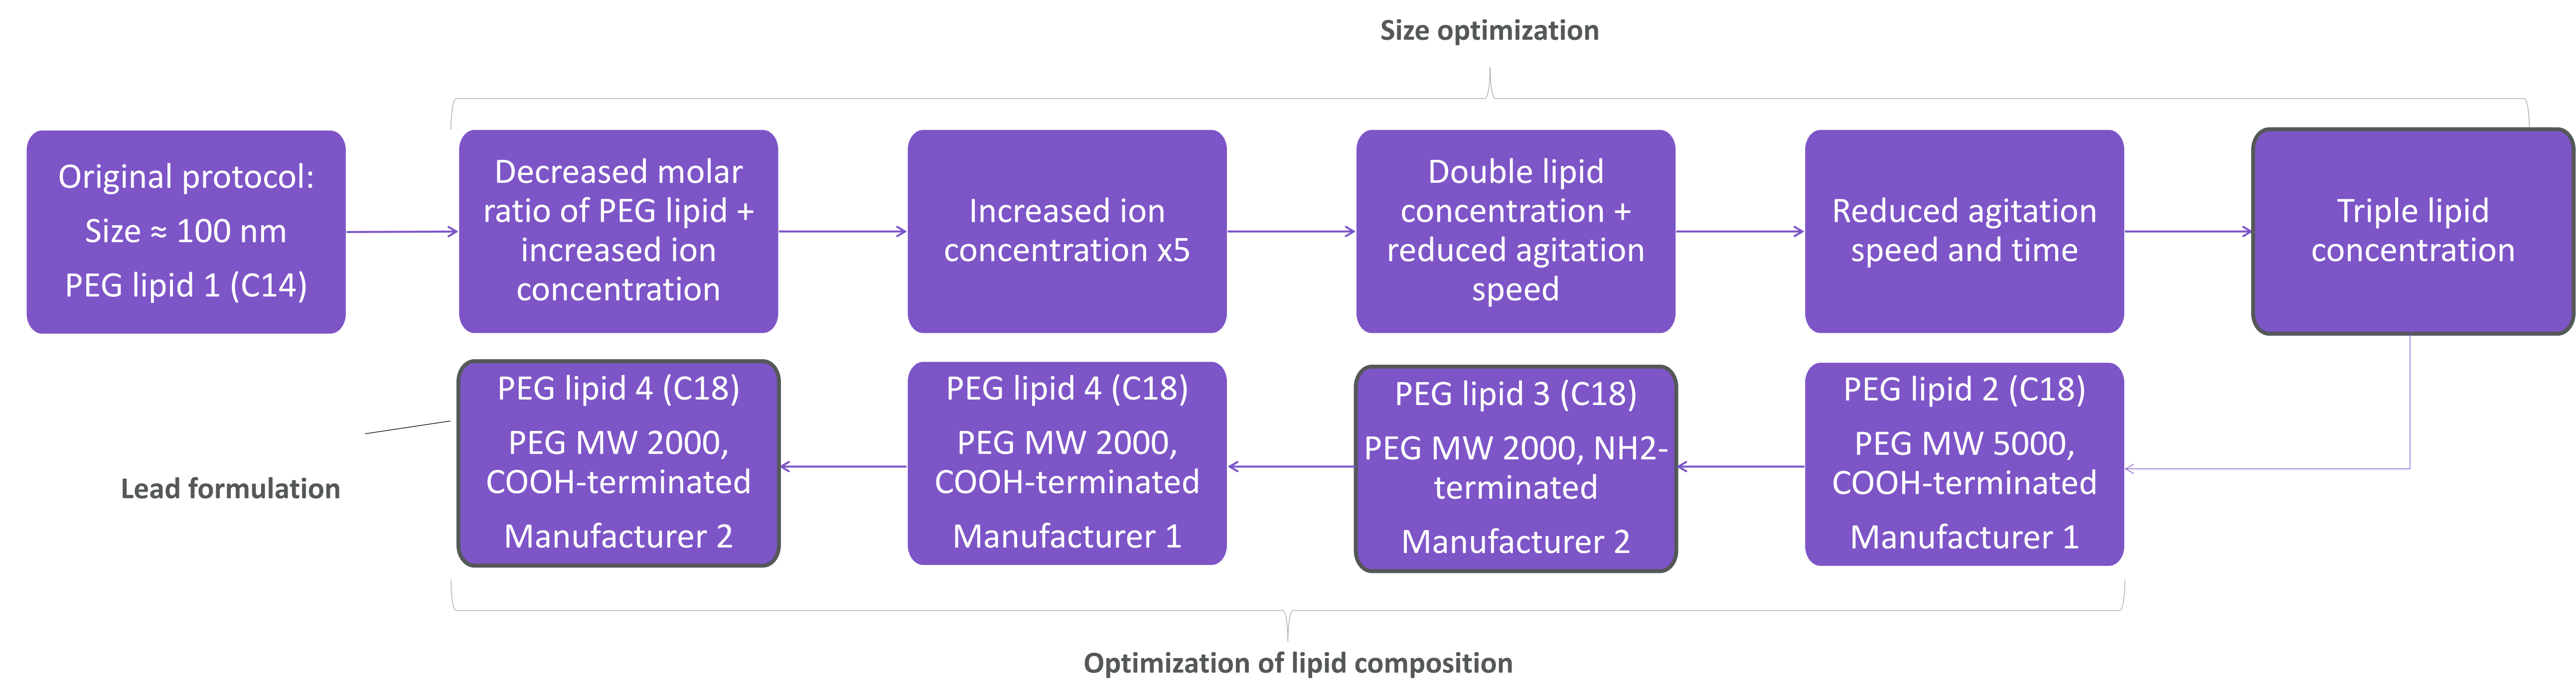 Size optimization
Original protocol:
Size ≈ 100 nm
PEG lipid 1 (C14)
Decreased molar
ratio of PEG lipid +
increased ion
concentration
Increased ion
concentration x5
Double lipid
concentration +
reduced agitation
speed
Reduced agitation
speed and time
Triple lipid
concentration
PEG lipid 4 (C18)
PEG MW 2000,
COOH-terminated
Manufacturer 2
PEG lipid 4 (C18)
PEG MW 2000,
COOH-terminated
Manufacturer 1
PEG lipid 3 (C18)
PEG MW 2000, NH2-
terminated
Manufacturer 2
PEG lipid 2 (C18)
PEG MW 5000,
COOH-terminated
Manufacturer 1
Lead formulation
Optimization of lipid composition